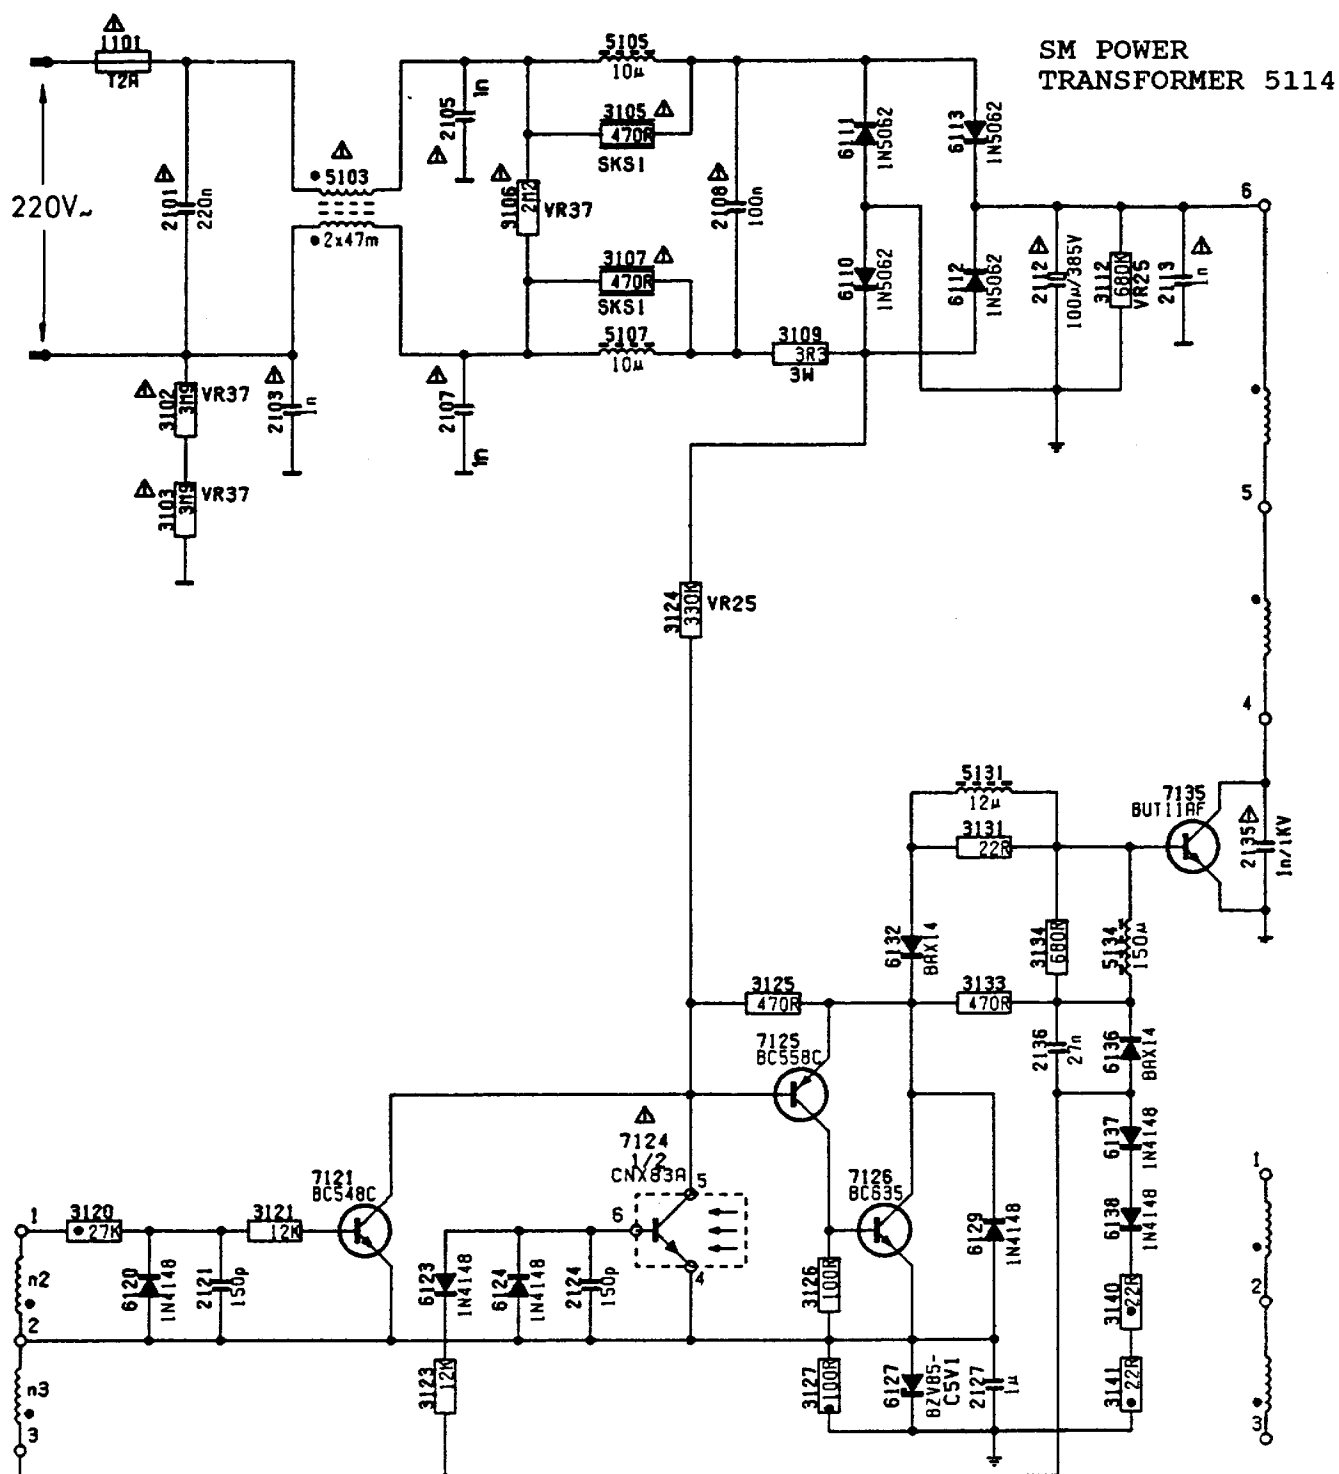 SM POWER
TRANSFORMER 5114
1101
T2A
220V~
2101
220n
5103
2x47m
2105
1n
9106
2M2
VR37
5105
10µ
3105
470R
SKS1
3107
470R
SKS1
5107
10µ
2108
100n
6111
1N5062
6113
1N5062
6110
1N5062
6112
1N5062
2112
100µ/385V
3112
680K
VR25
2113
1n
6
3109
3R3
3W
3102
3M9
VR37
2103
1n
2107
1n
3103
3M9
VR37
5
3124
330K
VR25
4
5131
12µ
3131
22R
7135
BUT11AF
2135
1n/1KV
6132
BAX14
3134
680R
5134
150µ
3125
470R
3133
470R
7125
BC558C
2136
27n
6136
BAX14
7124
1/2
CNX83A
6137
1N4148
7121
BC548C
5
7126
BC635
1
1
3120
27K
3121
12K
6
6138
1N4148
n2
6120
1N4148
2121
150p
6123
1N4148
6124
1N4148
2124
150p
4
3126
100R
6129
1N4148
3140
22R
2
2
n3
3123
12K
3127
100R
6127
BZV85-
C5V1
2127
1µ
3141
22R
3
3